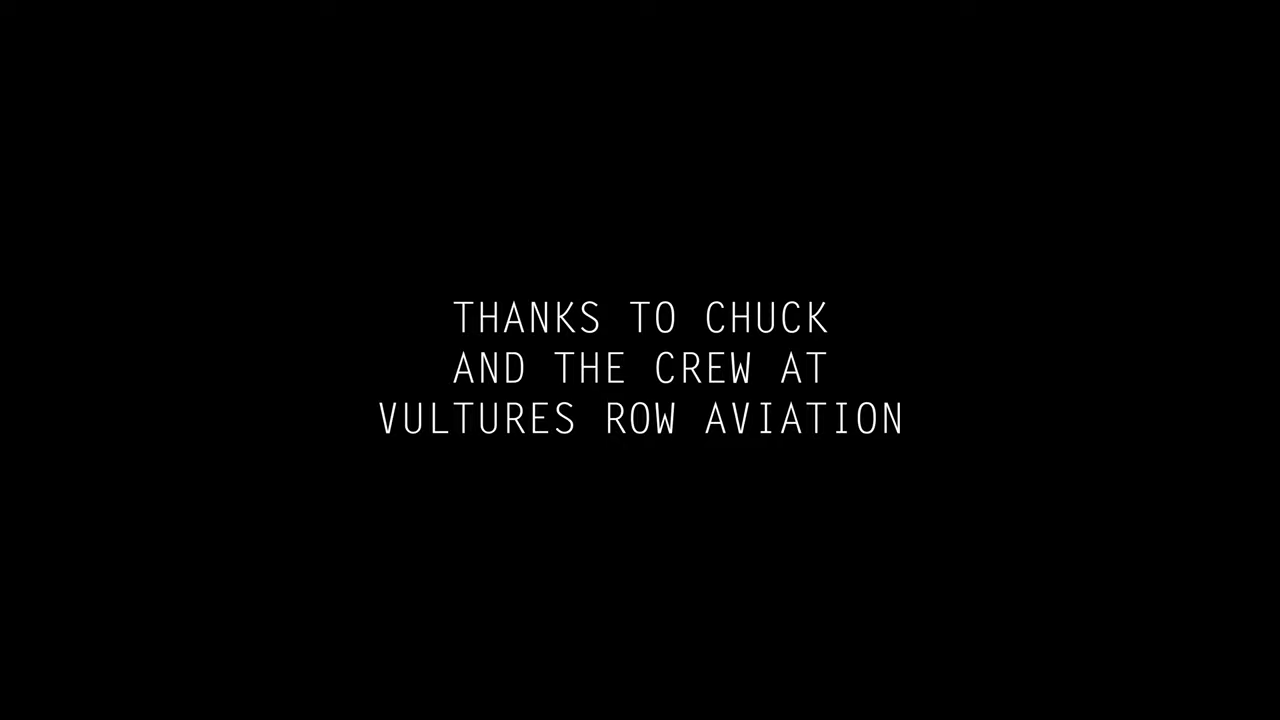 THANKS TO CHUCK
AND THE CREW AT
VULTURES ROW AVIATION